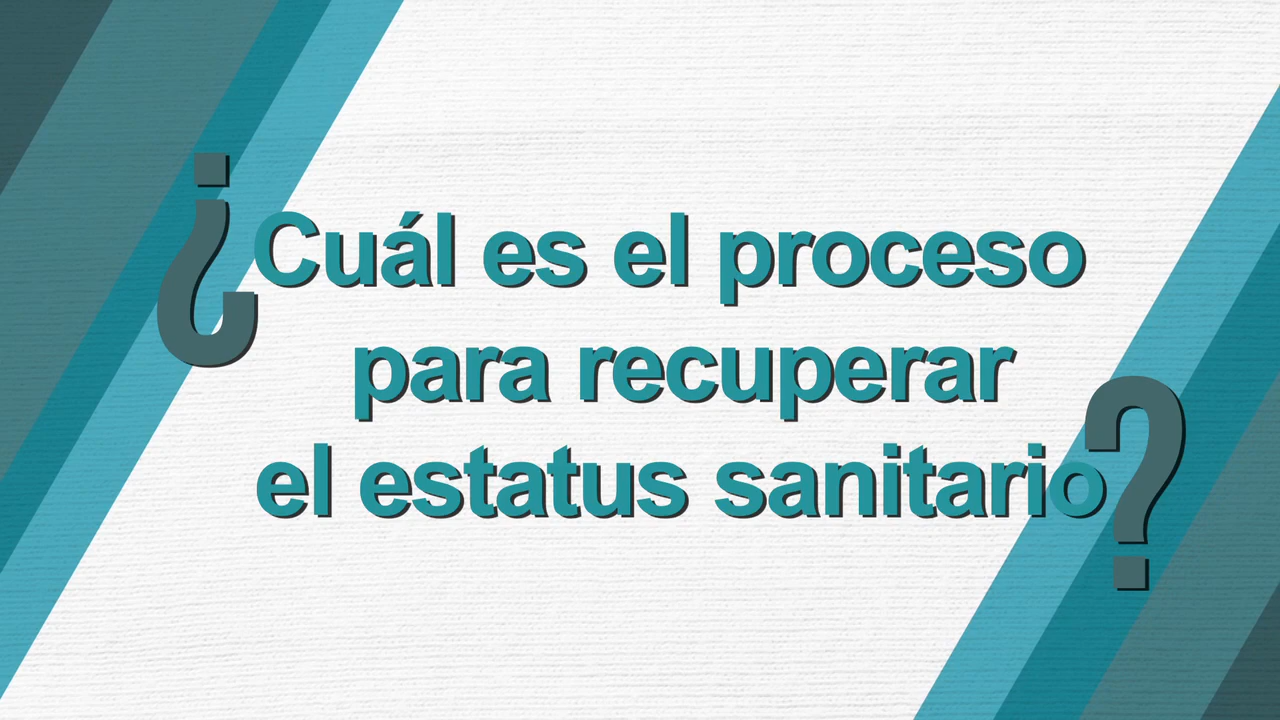 ¿Cuál es el proceso
para recuperar
el estatus sanitario?